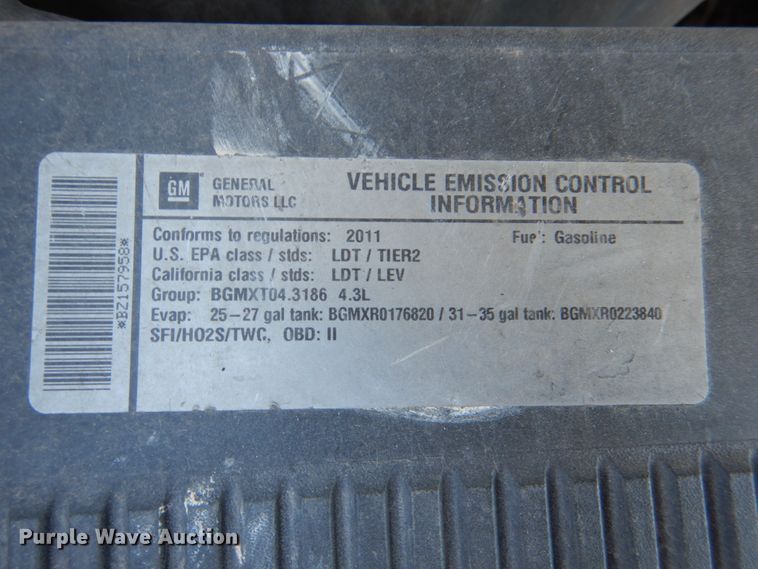 GM GENERAL MOTORS LLC
VEHICLE EMISSION CONTROL
INFORMATION
Conforms to regulations: 2011 Fuel: Gasoline
U.S. EPA class / stds: LDT / TIER2
California class / stds: LDT / LEV
Group: BGMXT04.3186 4.3L
Evap: 25-27 gal tank: BGMXR0176820 / 31-35 gal tank: BGMXR0223840
SFI/HO2S/TWC, OBD: II
*BZ157958*
Purple Wave Auction